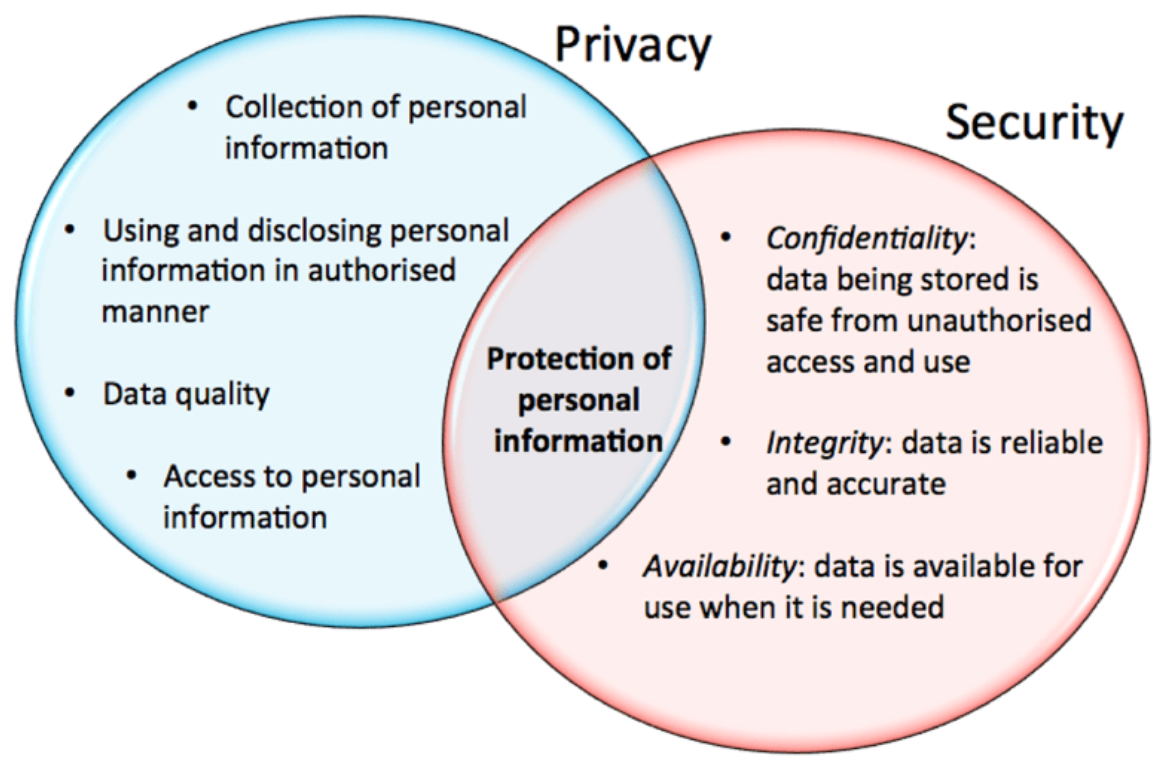 Privacy
• Collection of personal
information
• Using and disclosing personal
information in authorised
manner
• Data quality
• Access to personal
information
Protection of
personal
information
Security
• Confidentiality:
data being stored is
safe from unauthorised
access and use
• Integrity: data is reliable
and accurate
• Availability: data is available for
use when it is needed